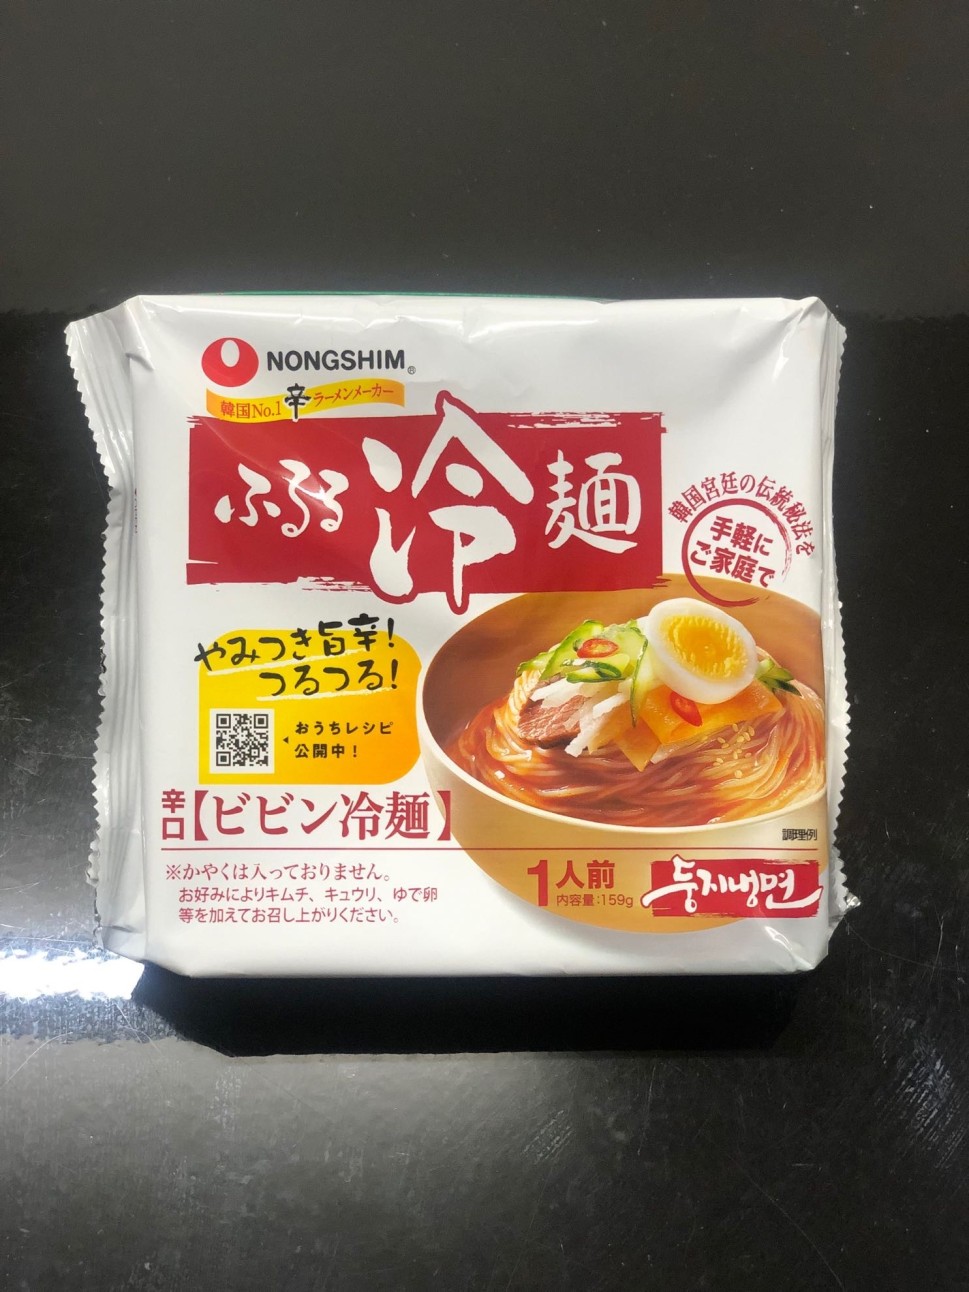 NONGSHIM®
韓国No.1 辛ラーメンメーカー
ふるる 冷麺
韓国宮廷の伝統秘法を
手軽に
ご家庭で
やみつき旨辛!
つるつる!
おうちレシピ
公開中!
辛口【ビビン冷麺】
調理例
※かやくは入っておりません。
お好みによりキムチ、キュウリ、ゆで卵
等を加えてお召し上がりください。
1人前
内容量:159g
둥지냉면